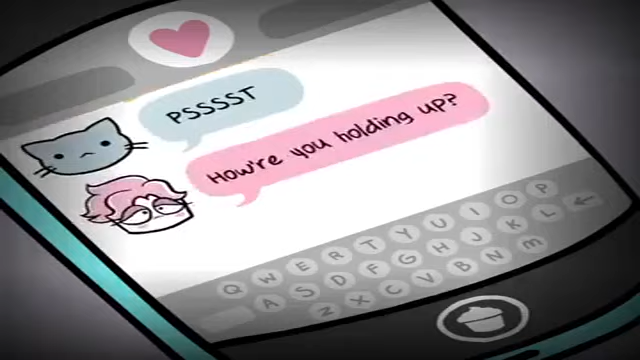 PSSSST
How're you holding up?
Q W E R T Y U I O P
A S D F G H J K L
Z X C V B N M